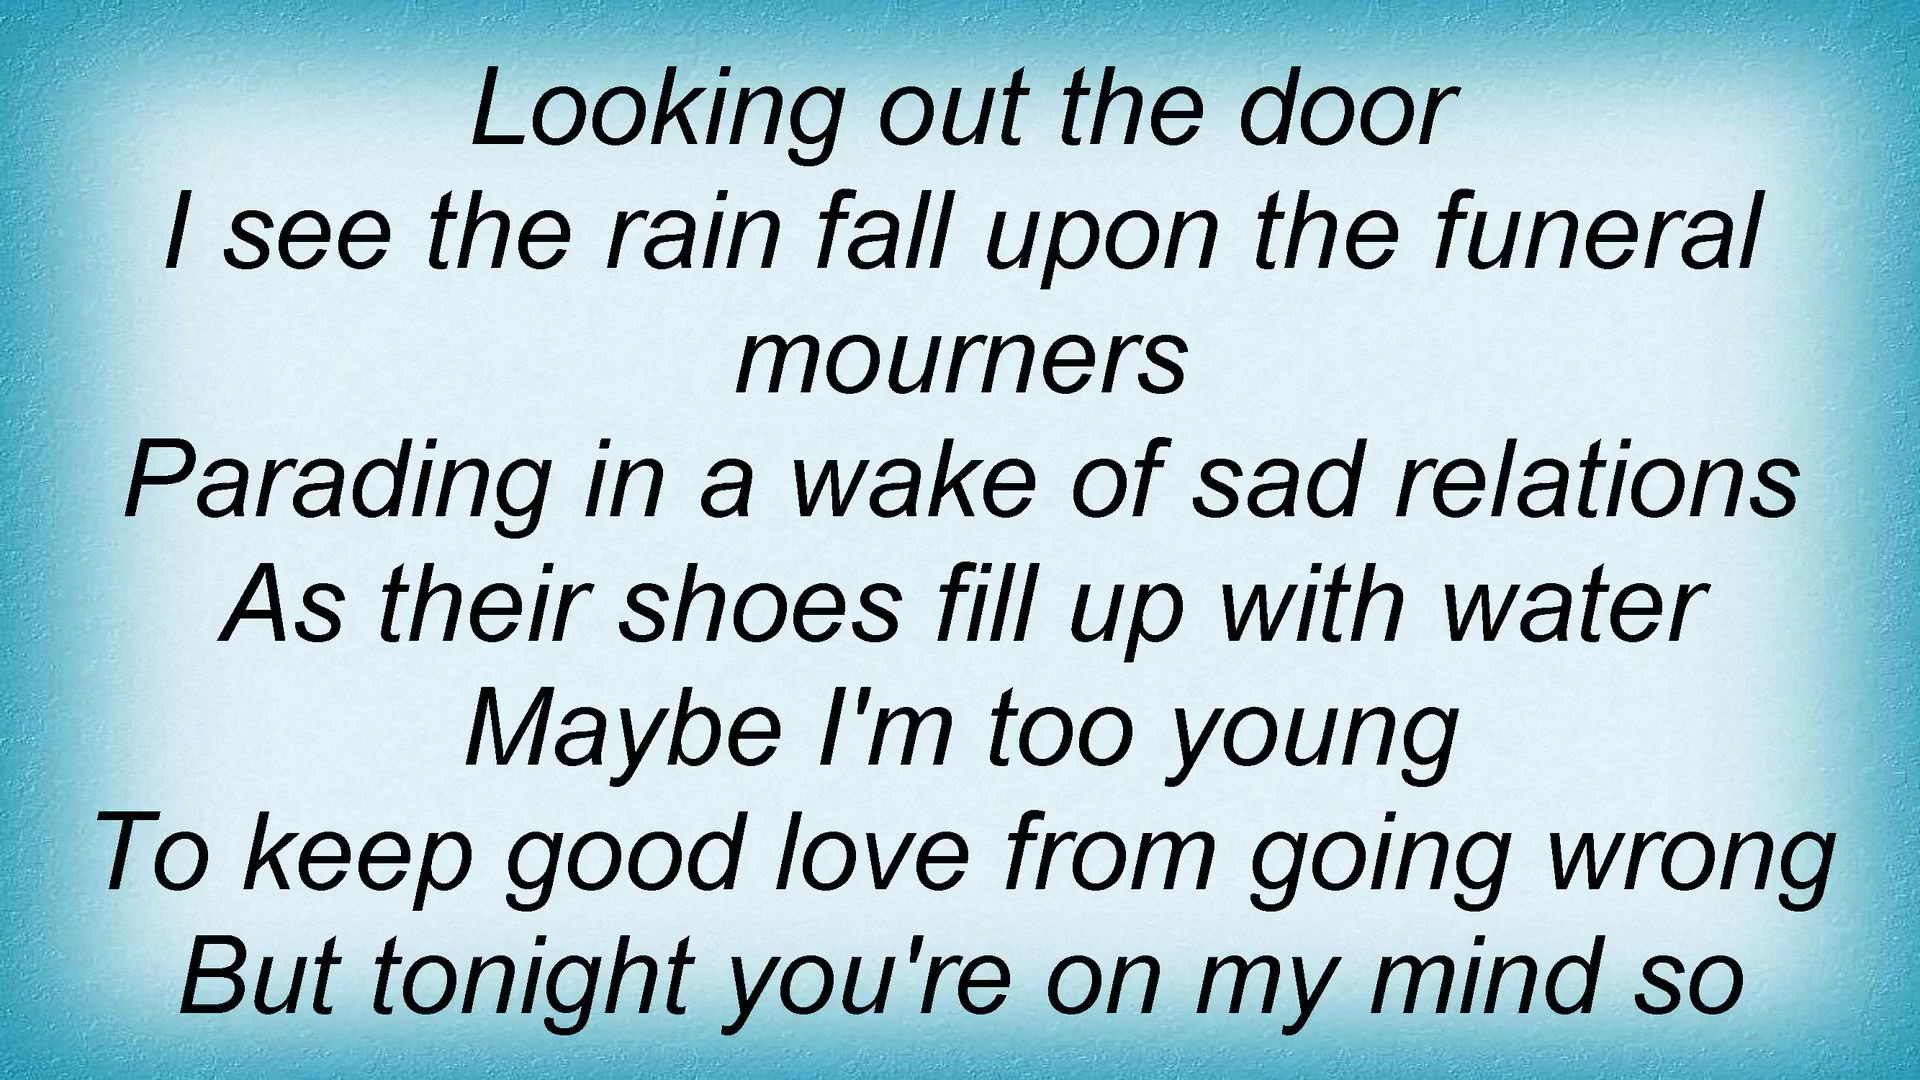 Looking out the door
I see the rain fall upon the funeral
mourners
Parading in a wake of sad relations
As their shoes fill up with water
Maybe I'm too young
To keep good love from going wrong
But tonight you're on my mind so